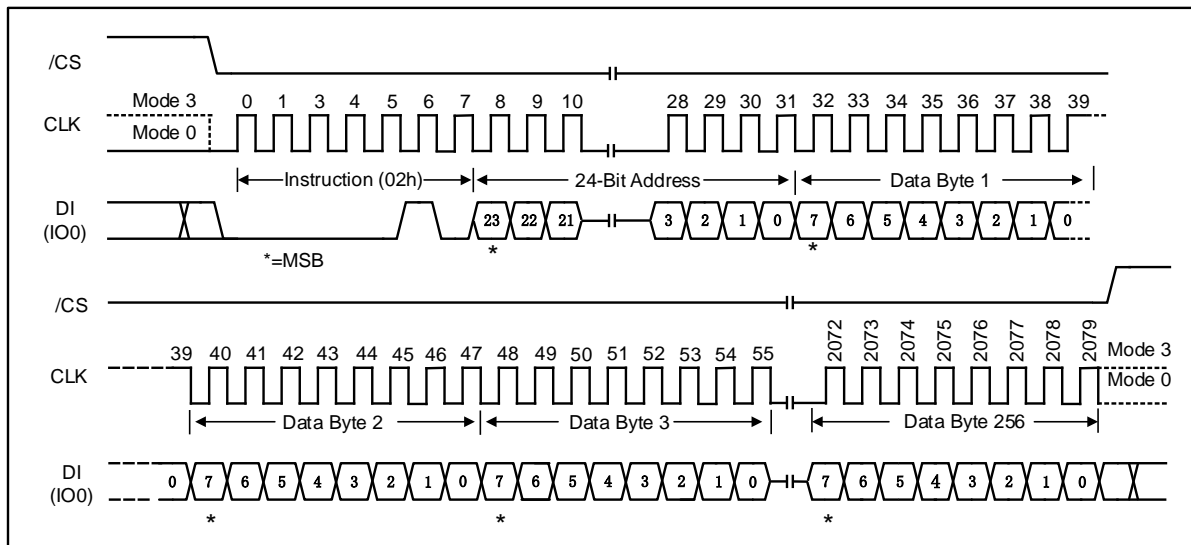 /CS
Mode 3 0 1 3 4 5 6 7 8 9 10 28 29 30 31 32 33 34 35 36 37 38 39
CLK
Mode 0
Instruction (02h) 24-Bit Address Data Byte 1
DI
(IO0)
23 22 21 3 2 1 0 7 6 5 4 3 2 1 0
* *
*=MSB
/CS
39 40 41 42 43 44 45 46 47 48 49 50 51 52 53 54 55 2072 2073 2074 2075 2076 2077 2078 2079 Mode 3
CLK Mode 0
Data Byte 2 Data Byte 3 Data Byte 256
DI
(IO0)
0 7 6 5 4 3 2 1 0 7 6 5 4 3 2 1 0 7 6 5 4 3 2 1 0
* * *